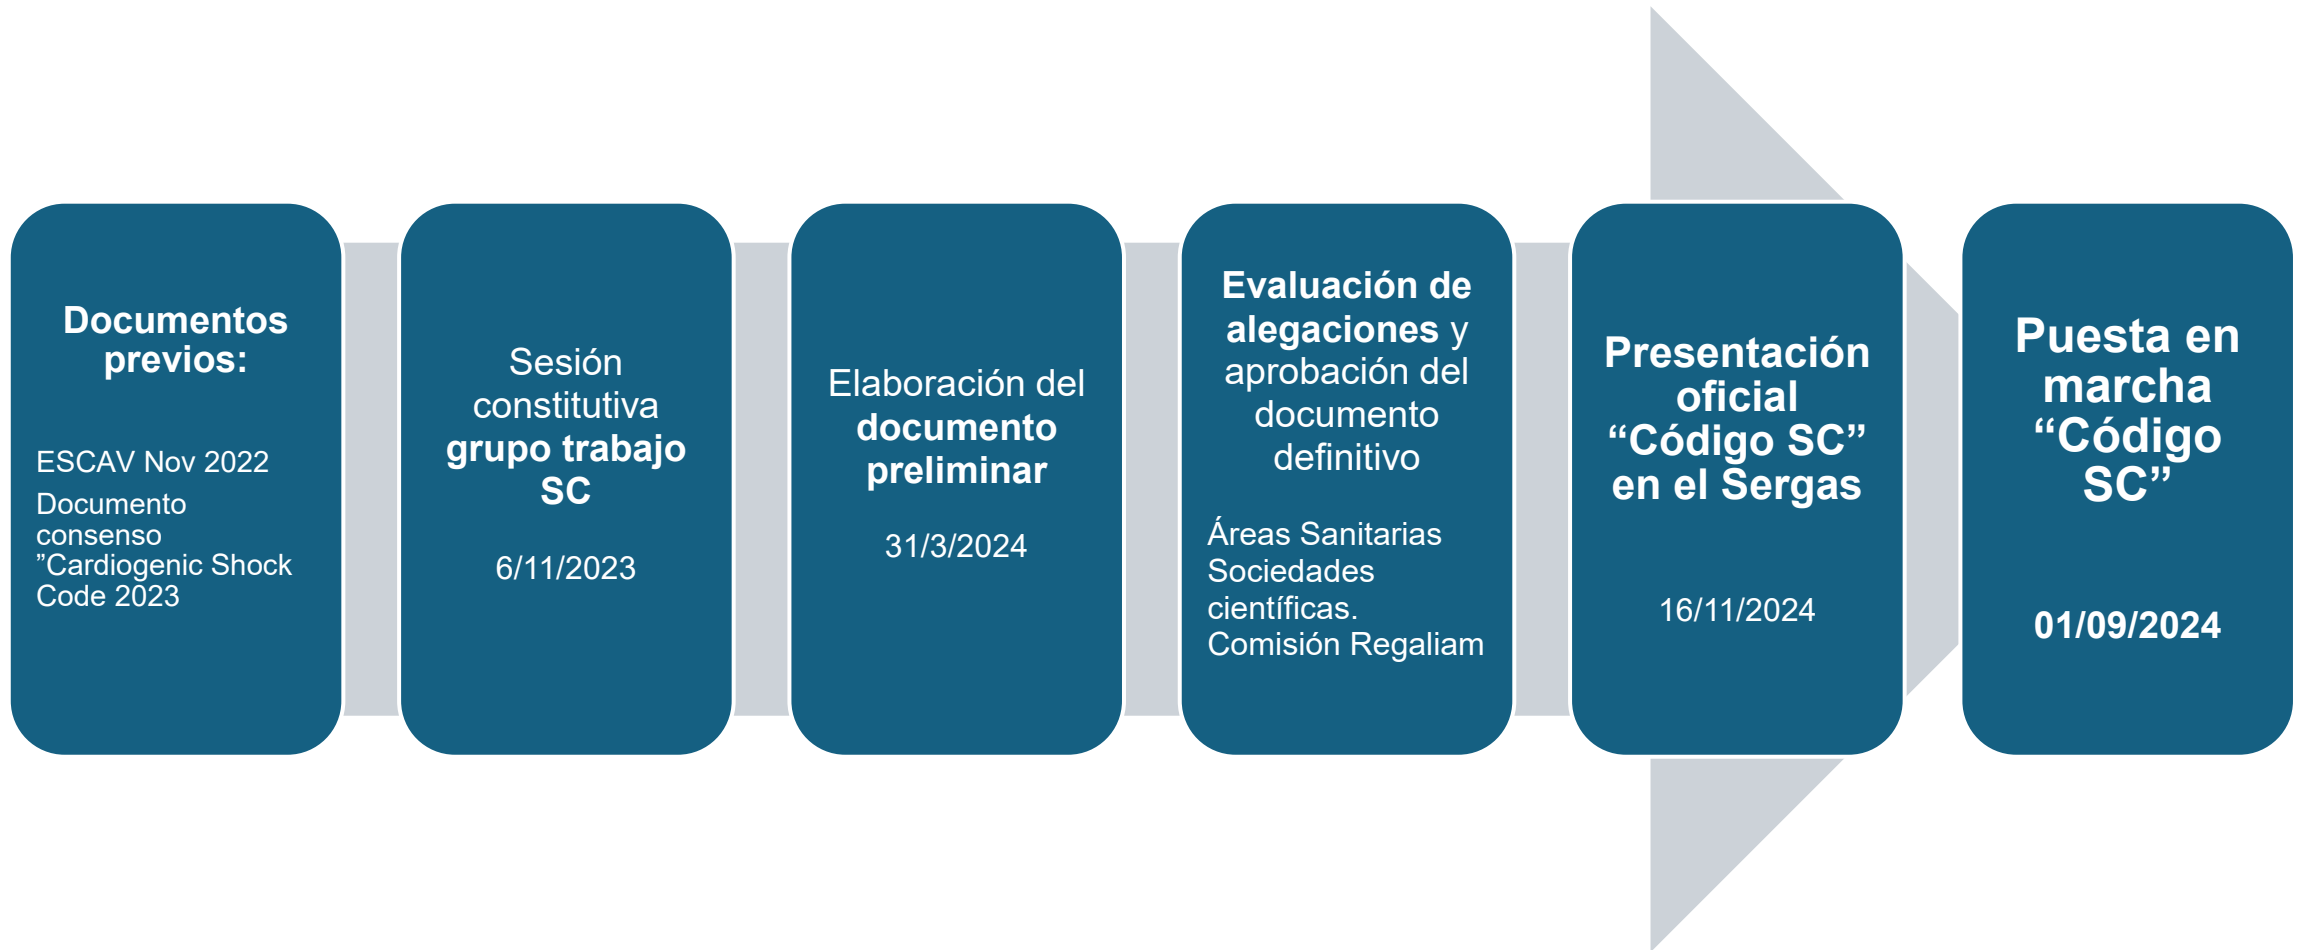 Documentos
previos:
ESCAV Nov 2022
Documento
consenso
”Cardiogenic Shock
Code 2023
Sesión
constitutiva
grupo trabajo
SC
6/11/2023
Elaboración del
documento
preliminar
31/3/2024
Evaluación de
alegaciones y
aprobación del
documento
definitivo
Áreas Sanitarias
Sociedades
científicas.
Comisión Regaliam
Presentación
oficial
“Código SC”
en el Sergas
16/11/2024
Puesta en
marcha
“Código
SC”
01/09/2024